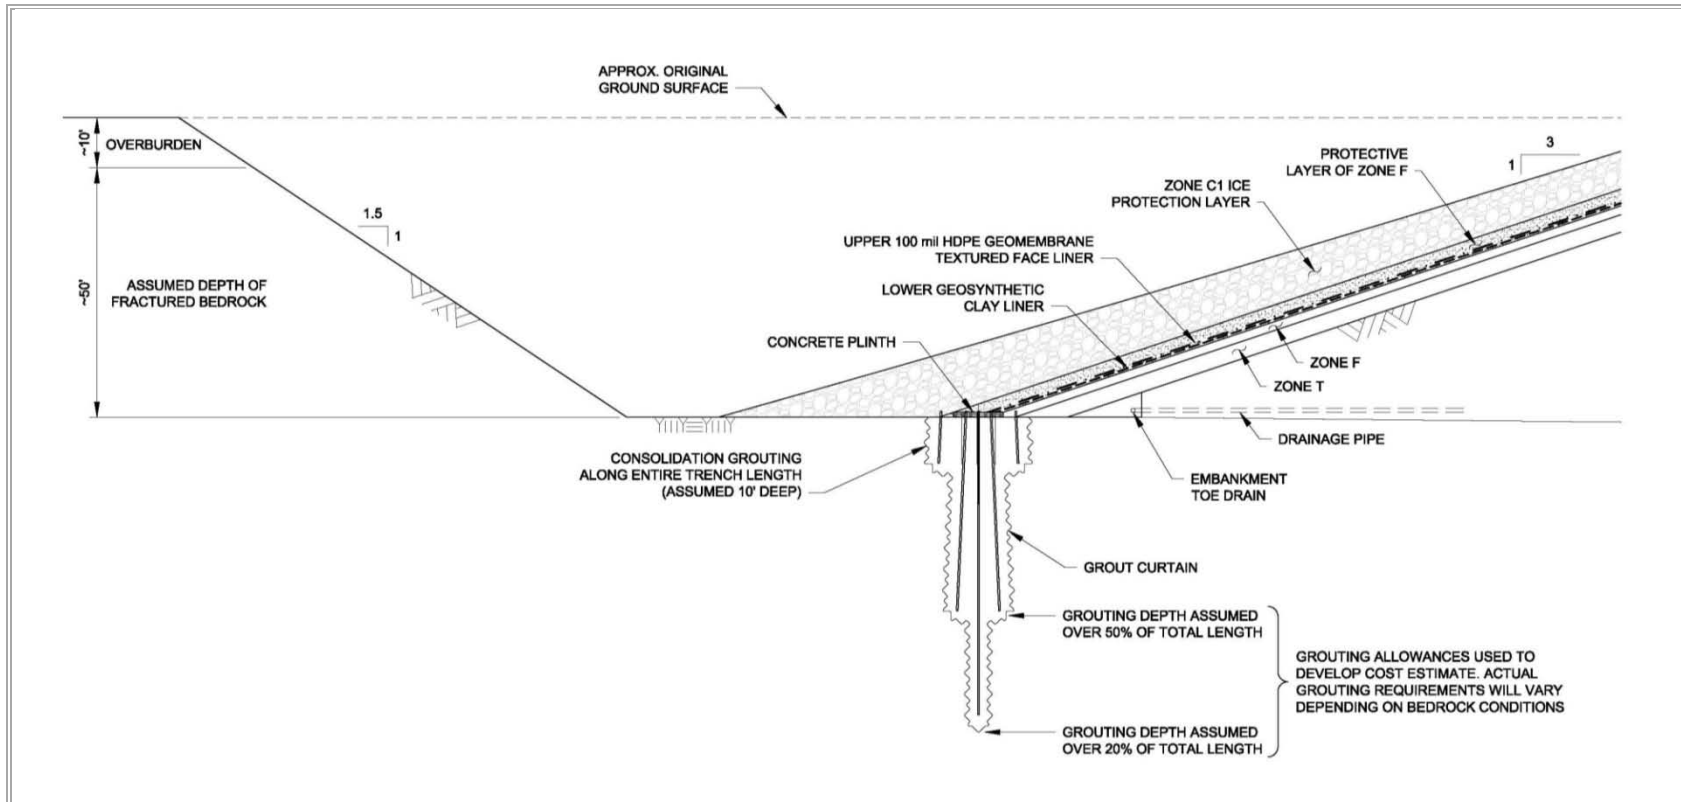 APPROX. ORIGINAL
GROUND SURFACE
~10'
OVERBURDEN
1.5
1
~50'
ASSUMED DEPTH OF
FRACTURED BEDROCK
3
1
PROTECTIVE
LAYER OF ZONE F
ZONE C1 ICE
PROTECTION LAYER
UPPER 100 mil HDPE GEOMEMBRANE
TEXTURED FACE LINER
LOWER GEOSYNTHETIC
CLAY LINER
CONCRETE PLINTH
ZONE F
ZONE T
DRAINAGE PIPE
EMBANKMENT
TOE DRAIN
CONSOLIDATION GROUTING
ALONG ENTIRE TRENCH LENGTH
(ASSUMED 10' DEEP)
GROUT CURTAIN
GROUTING DEPTH ASSUMED
OVER 50% OF TOTAL LENGTH
GROUTING ALLOWANCES USED TO
DEVELOP COST ESTIMATE. ACTUAL
GROUTING REQUIREMENTS WILL VARY
DEPENDING ON BEDROCK CONDITIONS
GROUTING DEPTH ASSUMED
OVER 20% OF TOTAL LENGTH